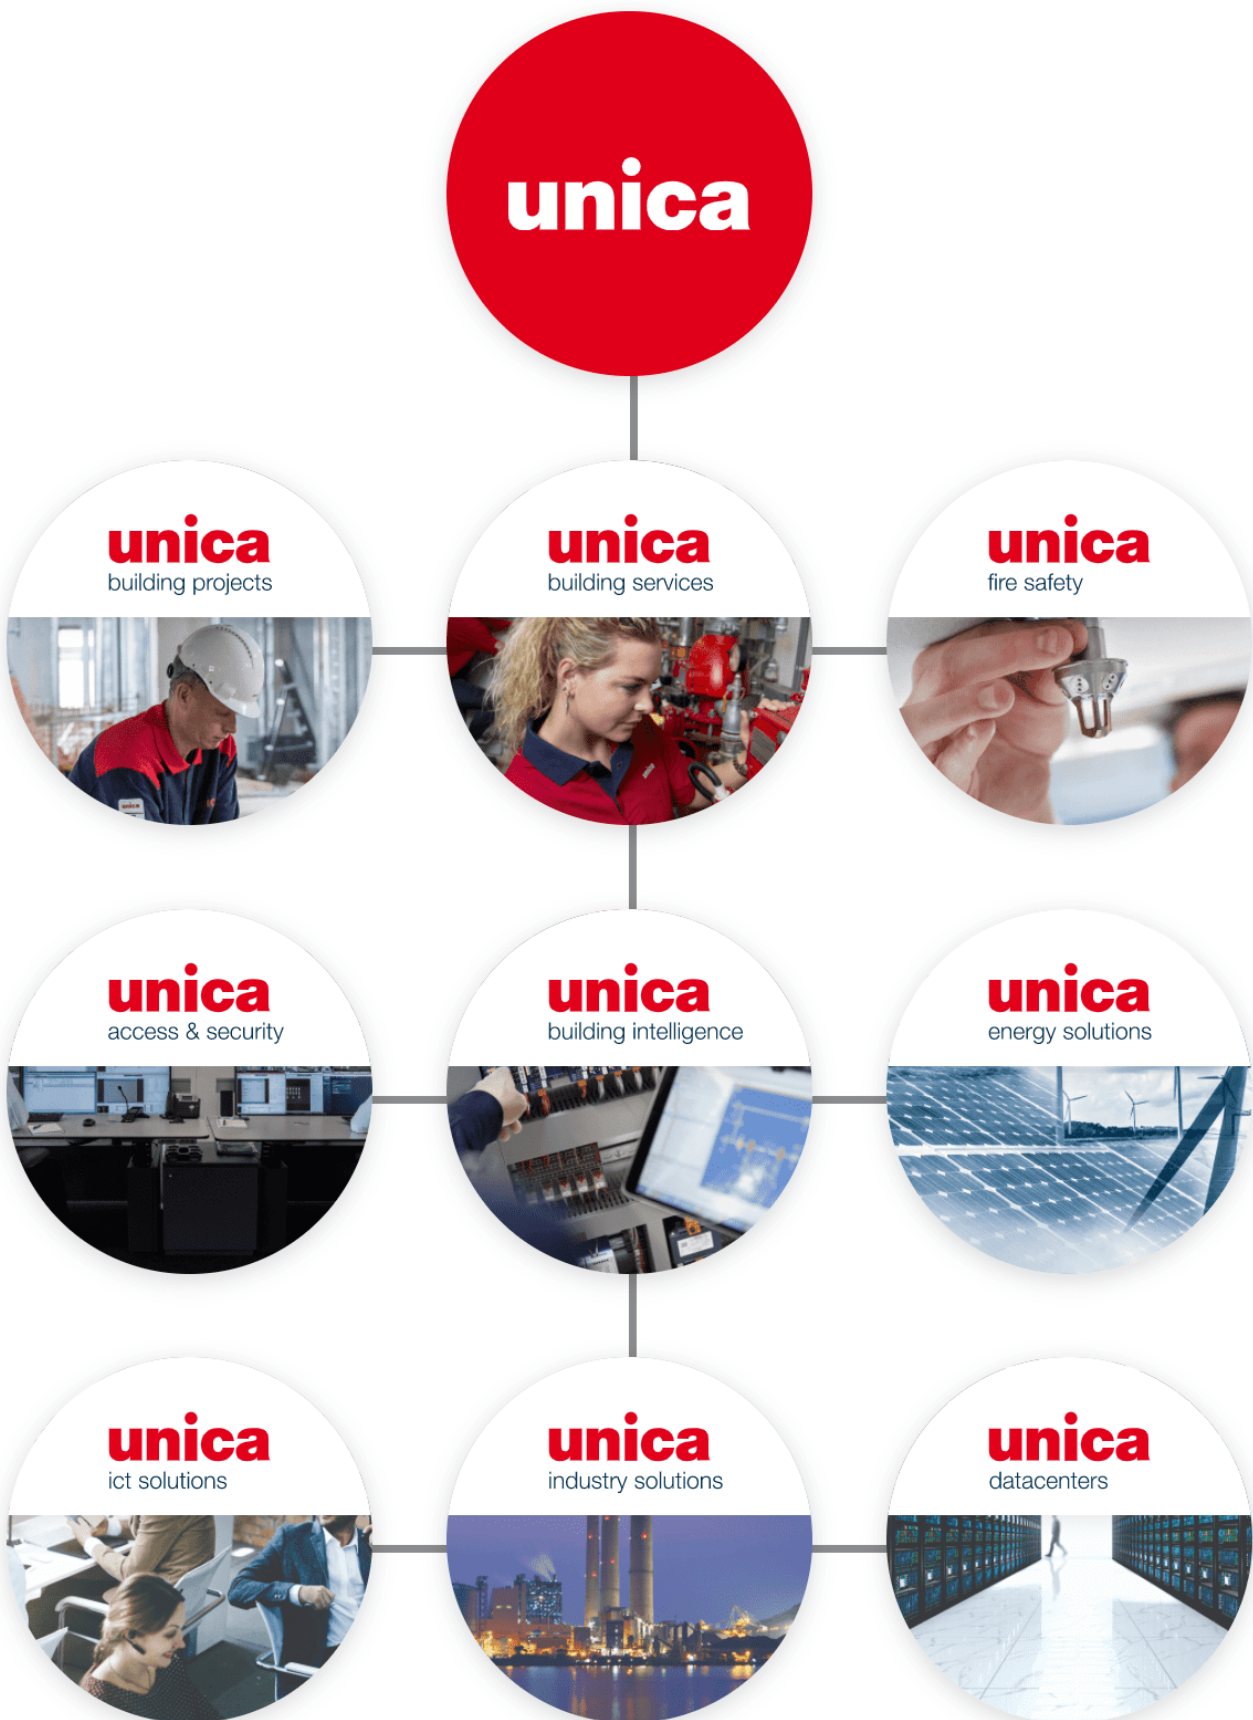 unica
unica
building projects
unica
building services
unica
fire safety
unica
access & security
unica
building intelligence
unica
energy solutions
unica
ict solutions
unica
industry solutions
unica
datacenters